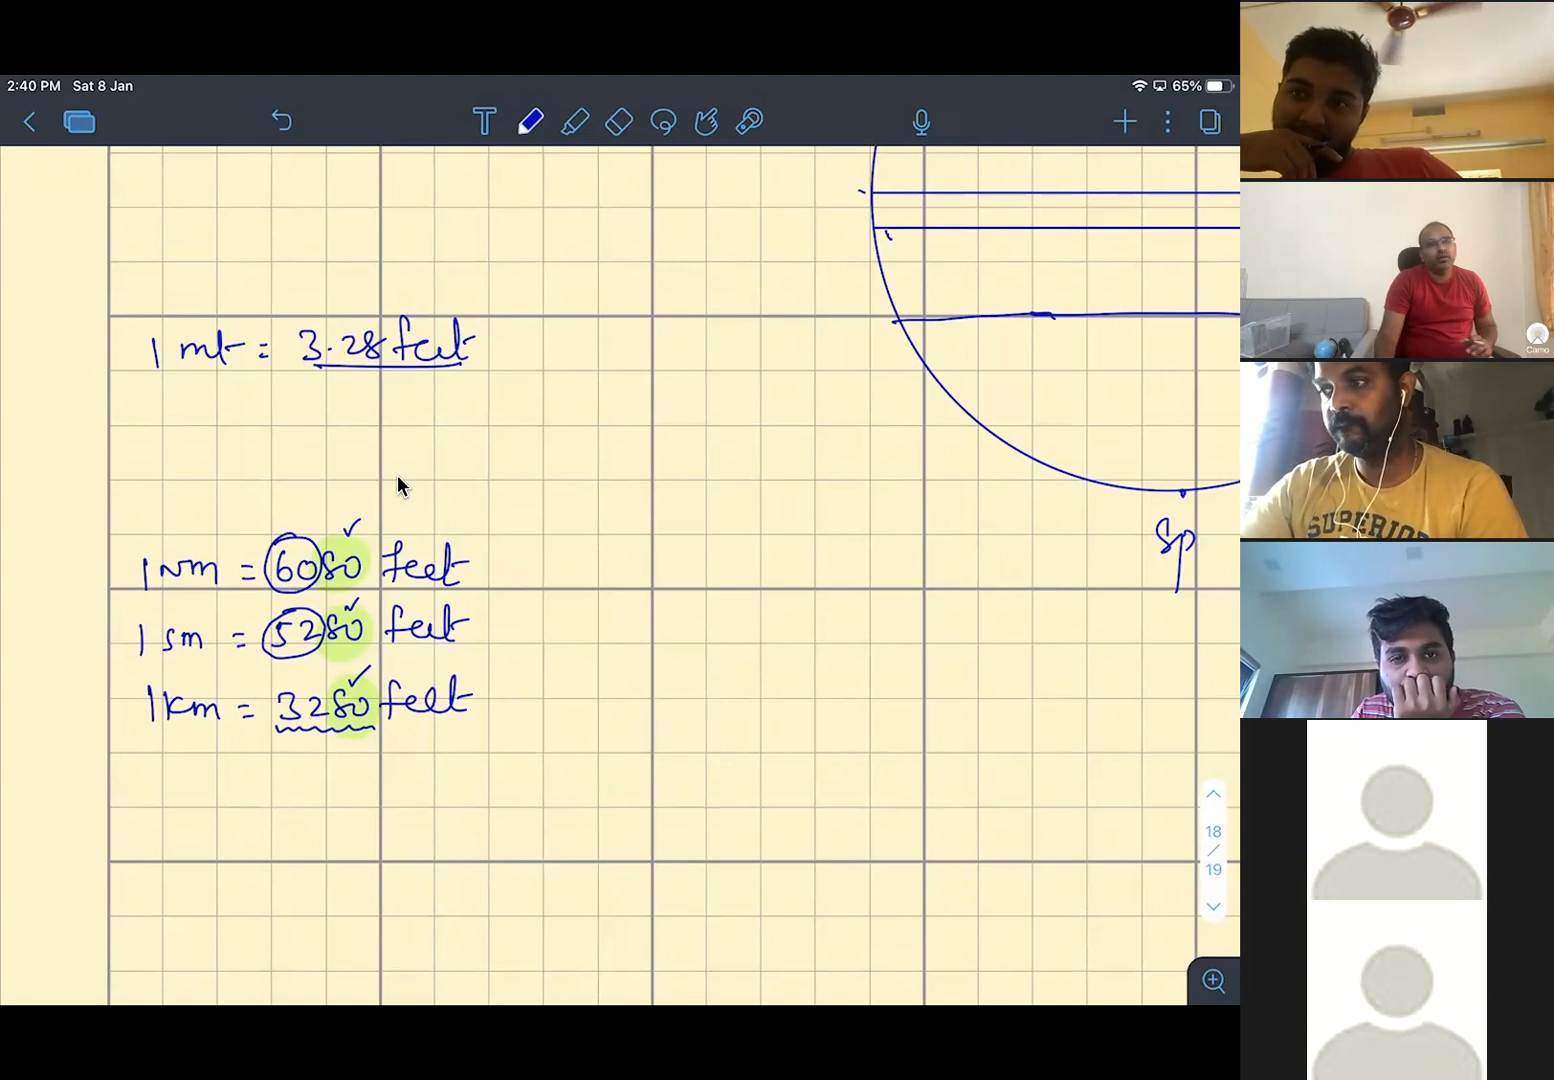 2:40 PM Sat 8 Jan
65%
T
1 mt = 3.28 feet
1 Nm = 6080 feet
1 sm = 5280 feet
1 Km = 3280 feet
Sp
18
19
Camo
SUPERIOR